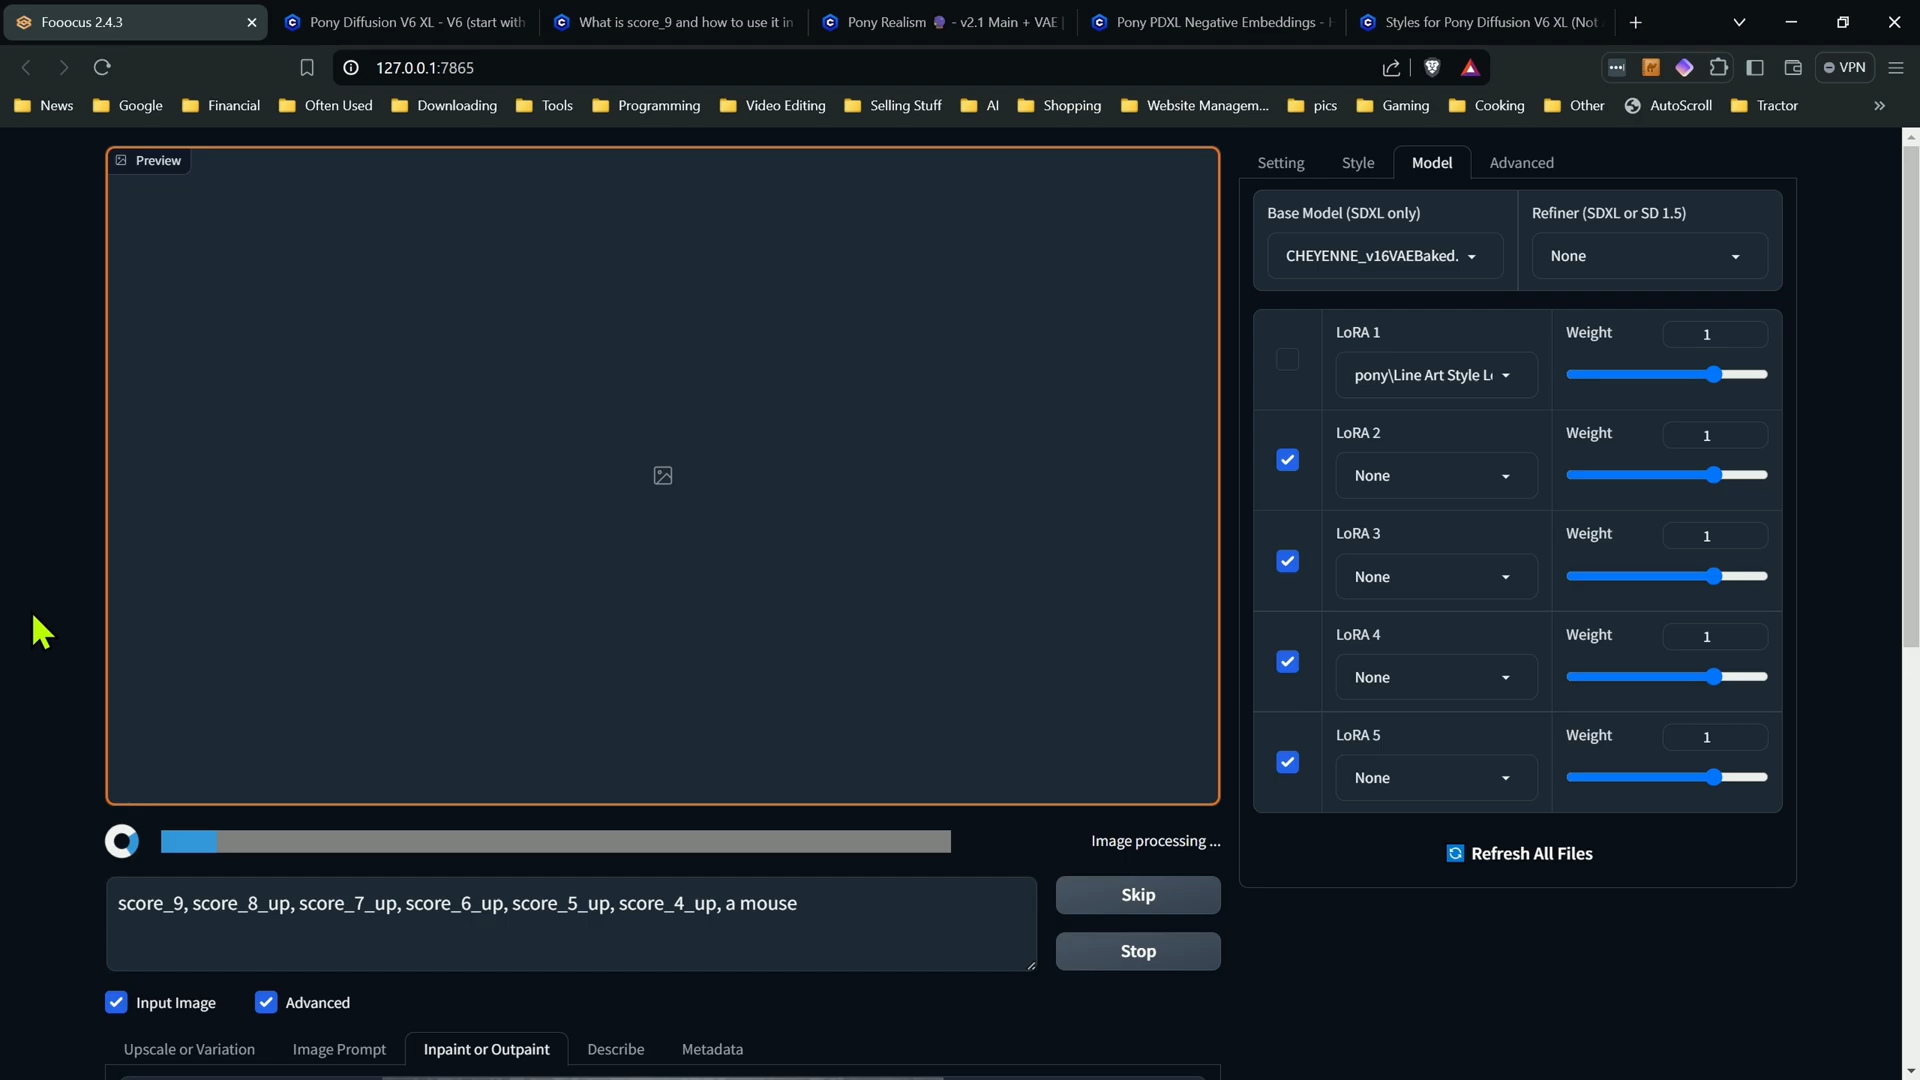 Fooocus 2.4.3
Pony Diffusion V6 XL - V6 (start with
What is score_9 and how to use it in
Pony Realism - v2.1 Main + VAE |
Pony PDXL Negative Embeddings -
Styles for Pony Diffusion V6 XL (Not
127.0.0.1:7865
VPN
News
Google
Financial
Often Used
Downloading
Tools
Programming
Video Editing
Selling Stuff
AI
Shopping
Website Managem...
pics
Gaming
Cooking
Other
AutoScroll
Tractor
Preview
Setting
Style
Model
Advanced
Base Model (SDXL only)
Refiner (SDXL or SD 1.5)
CHEYENNE_v16VAEBaked.
None
LoRA 1
Weight
1
pony\Line Art Style L
LoRA 2
Weight
1
None
LoRA 3
Weight
1
None
LoRA 4
Weight
1
None
LoRA 5
Weight
1
None
Refresh All Files
Image processing ...
score_9, score_8_up, score_7_up, score_6_up, score_5_up, score_4_up, a mouse
Skip
Stop
Input Image
Advanced
Upscale or Variation
Image Prompt
Inpaint or Outpaint
Describe
Metadata